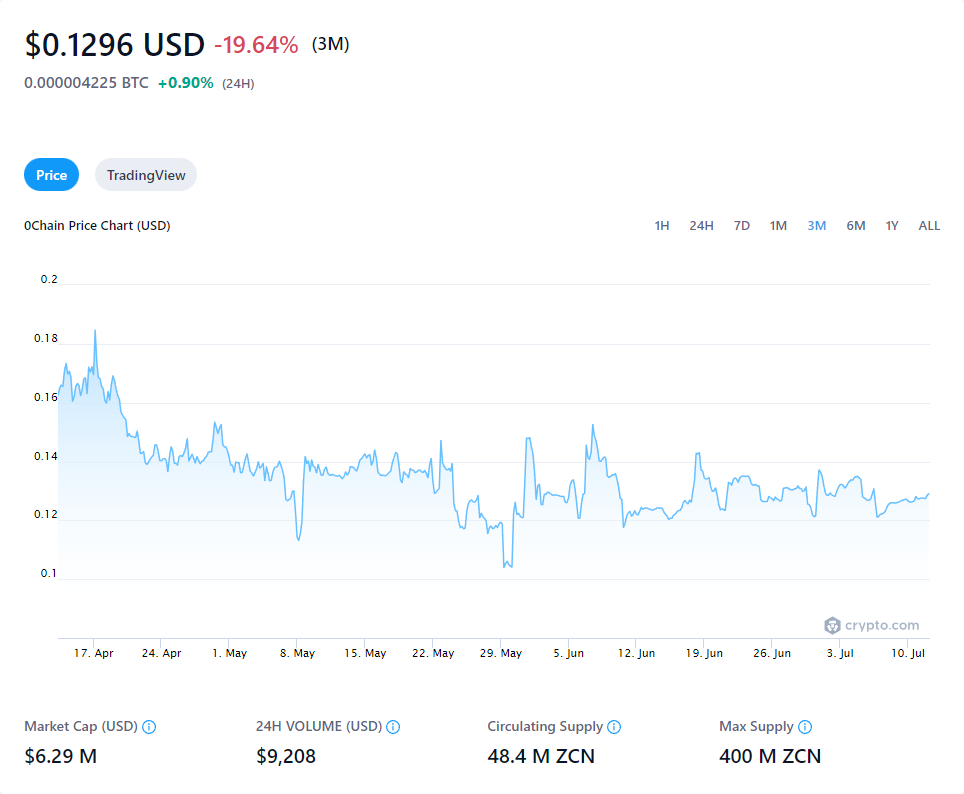 $0.1296 USD -19.64% (3M)
0.000004225 BTC +0.90% (24H)
Price TradingView
0Chain Price Chart (USD) 1H 24H 7D 1M 3M 6M 1Y ALL
0.2
0.18
0.16
0.14
0.12
0.1
crypto.com
17. Apr 24. Apr 1. May 8. May 15. May 22. May 29. May 5. Jun 12. Jun 19. Jun 26. Jun 3. Jul 10. Jul
Market Cap (USD) 24H VOLUME (USD) Circulating Supply Max Supply
$6.29 M $9,208 48.4 M ZCN 400 M ZCN